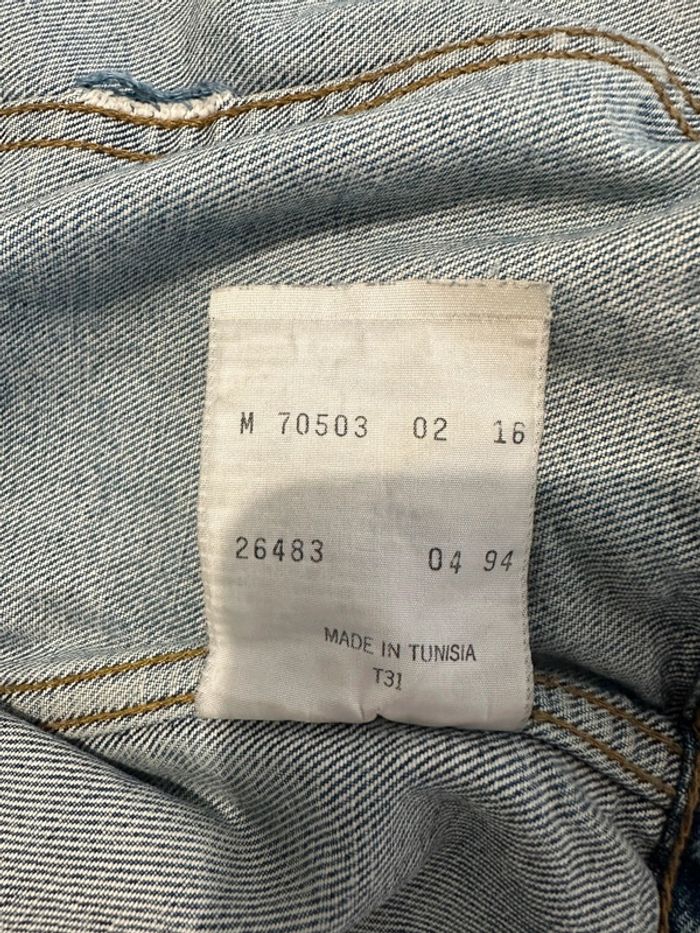 M 70503 02 16
26483 04 94
MADE IN TUNISIA
T31